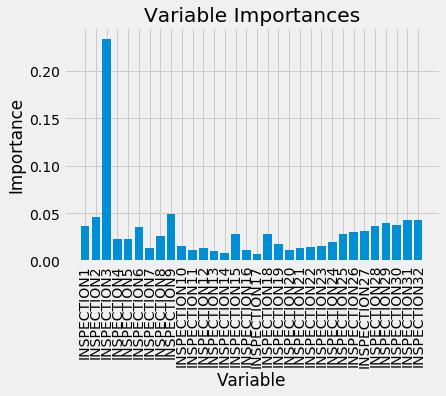 Variable Importances
Importance
0.20
0.15
0.10
0.05
0.00
INSPECTION1
INSPECTION2
INSPECTION3
INSPECTION4
INSPECTION5
INSPECTION6
INSPECTION7
INSPECTION8
INSPECTION9
INSPECTION10
INSPECTION11
INSPECTION12
INSPECTION13
INSPECTION14
INSPECTION15
INSPECTION16
INSPECTION17
INSPECTION18
INSPECTION19
INSPECTION20
INSPECTION21
INSPECTION22
INSPECTION23
INSPECTION24
INSPECTION25
INSPECTION26
INSPECTION27
INSPECTION28
INSPECTION29
INSPECTION30
INSPECTION31
INSPECTION32
Variable